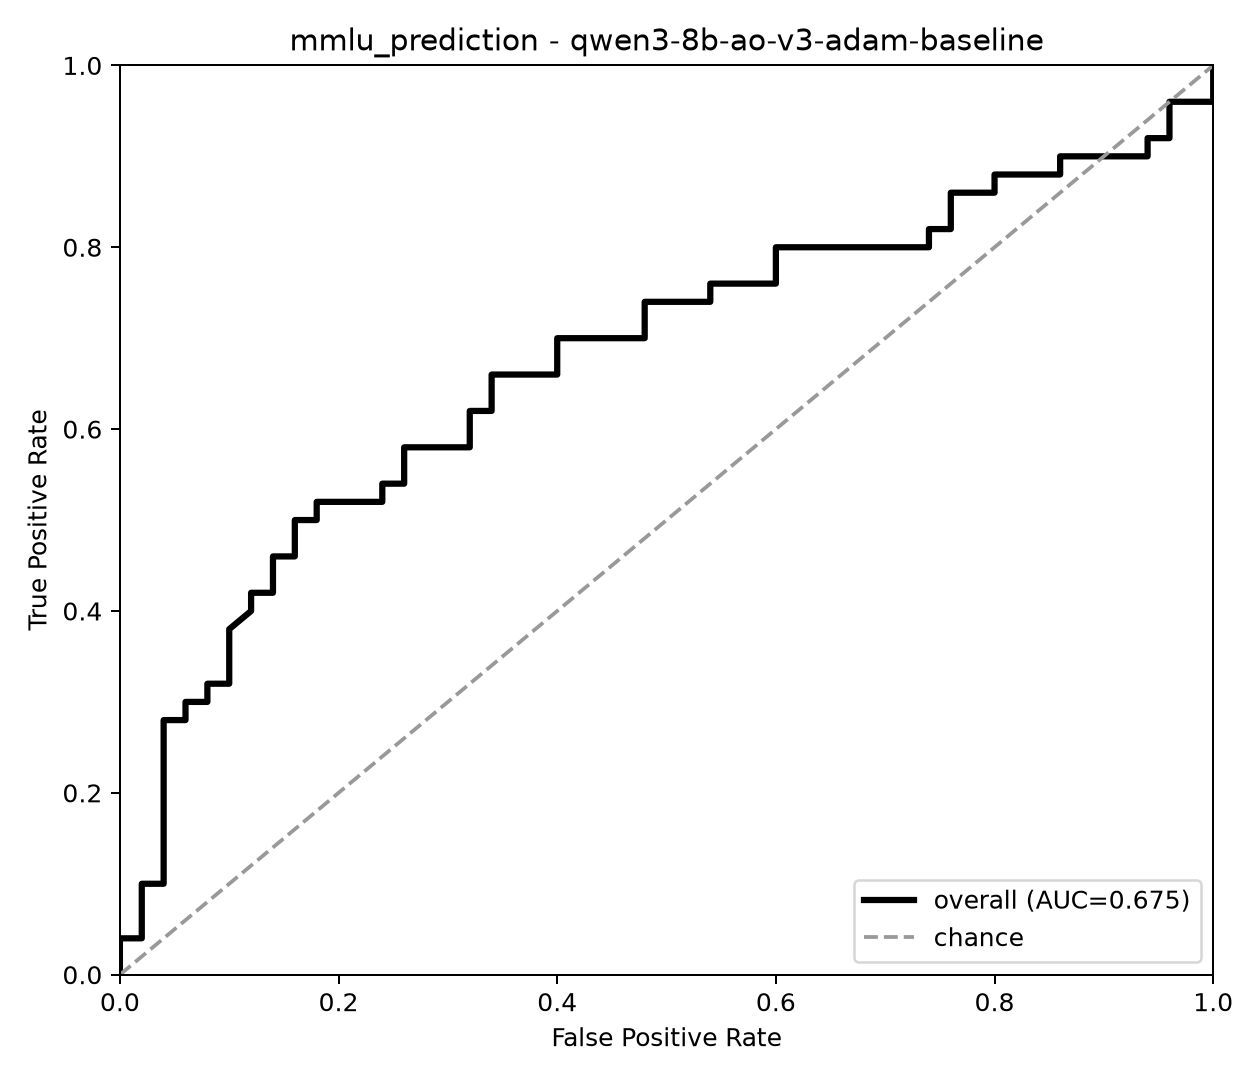 mmlu_prediction - qwen3-8b-ao-v3-adam-baseline
1.0
0.8
0.6
0.4
0.2
0.0
True Positive Rate
overall (AUC=0.675)
chance
0.0 0.2 0.4 0.6 0.8 1.0
False Positive Rate